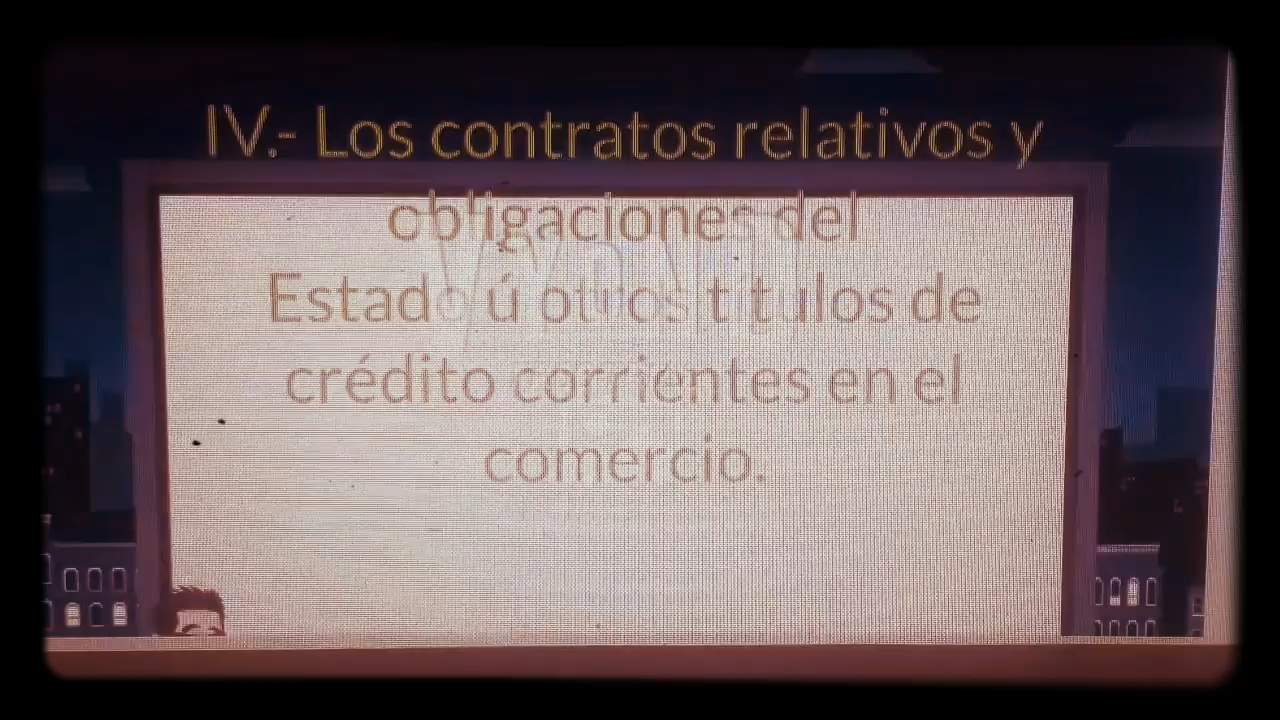 IV.- Los contratos relativos y
obligaciones del
Estado ú otros títulos de
crédito corrientes en el
comercio.